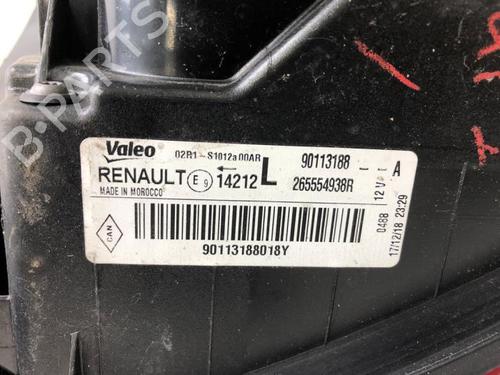 Valeo 02R1-S1012a00AR 90113188 - - A
RENAULT E9 14212 L 265554938R
MADE IN MOROCCO
CAN
90113188018Y
0488 12 V
17/12/18 23:29
B-PARTS